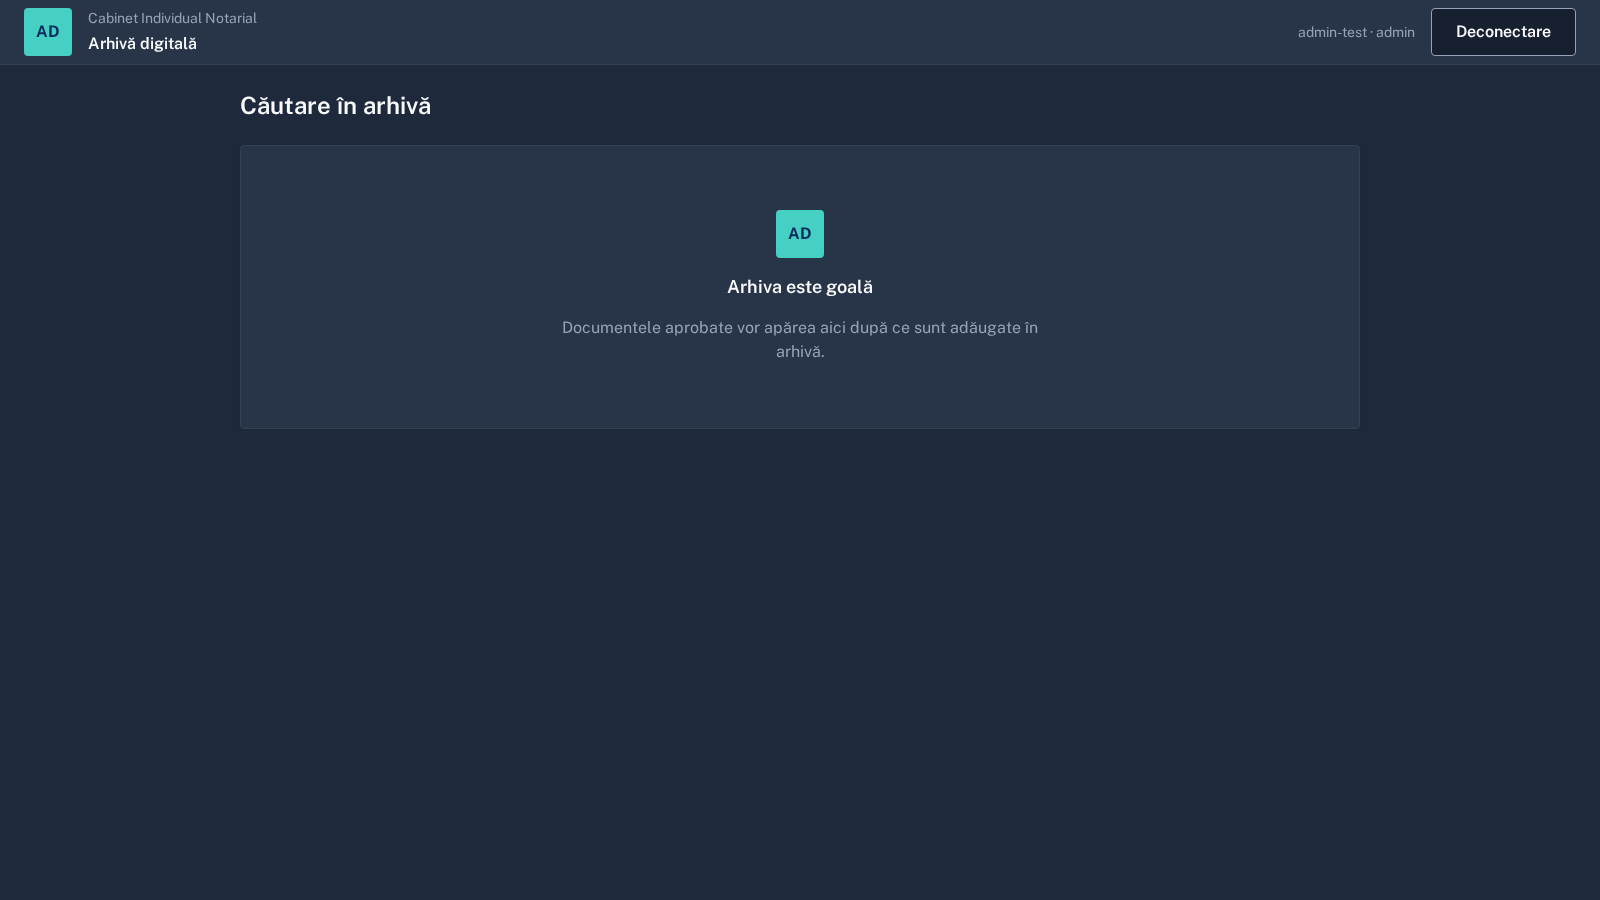 AD
Cabinet Individual Notarial
Arhivă digitală
admin-test · admin
Deconectare
Căutare în arhivă
AD
Arhiva este goală
Documentele aprobate vor apărea aici după ce sunt adăugate în
arhivă.